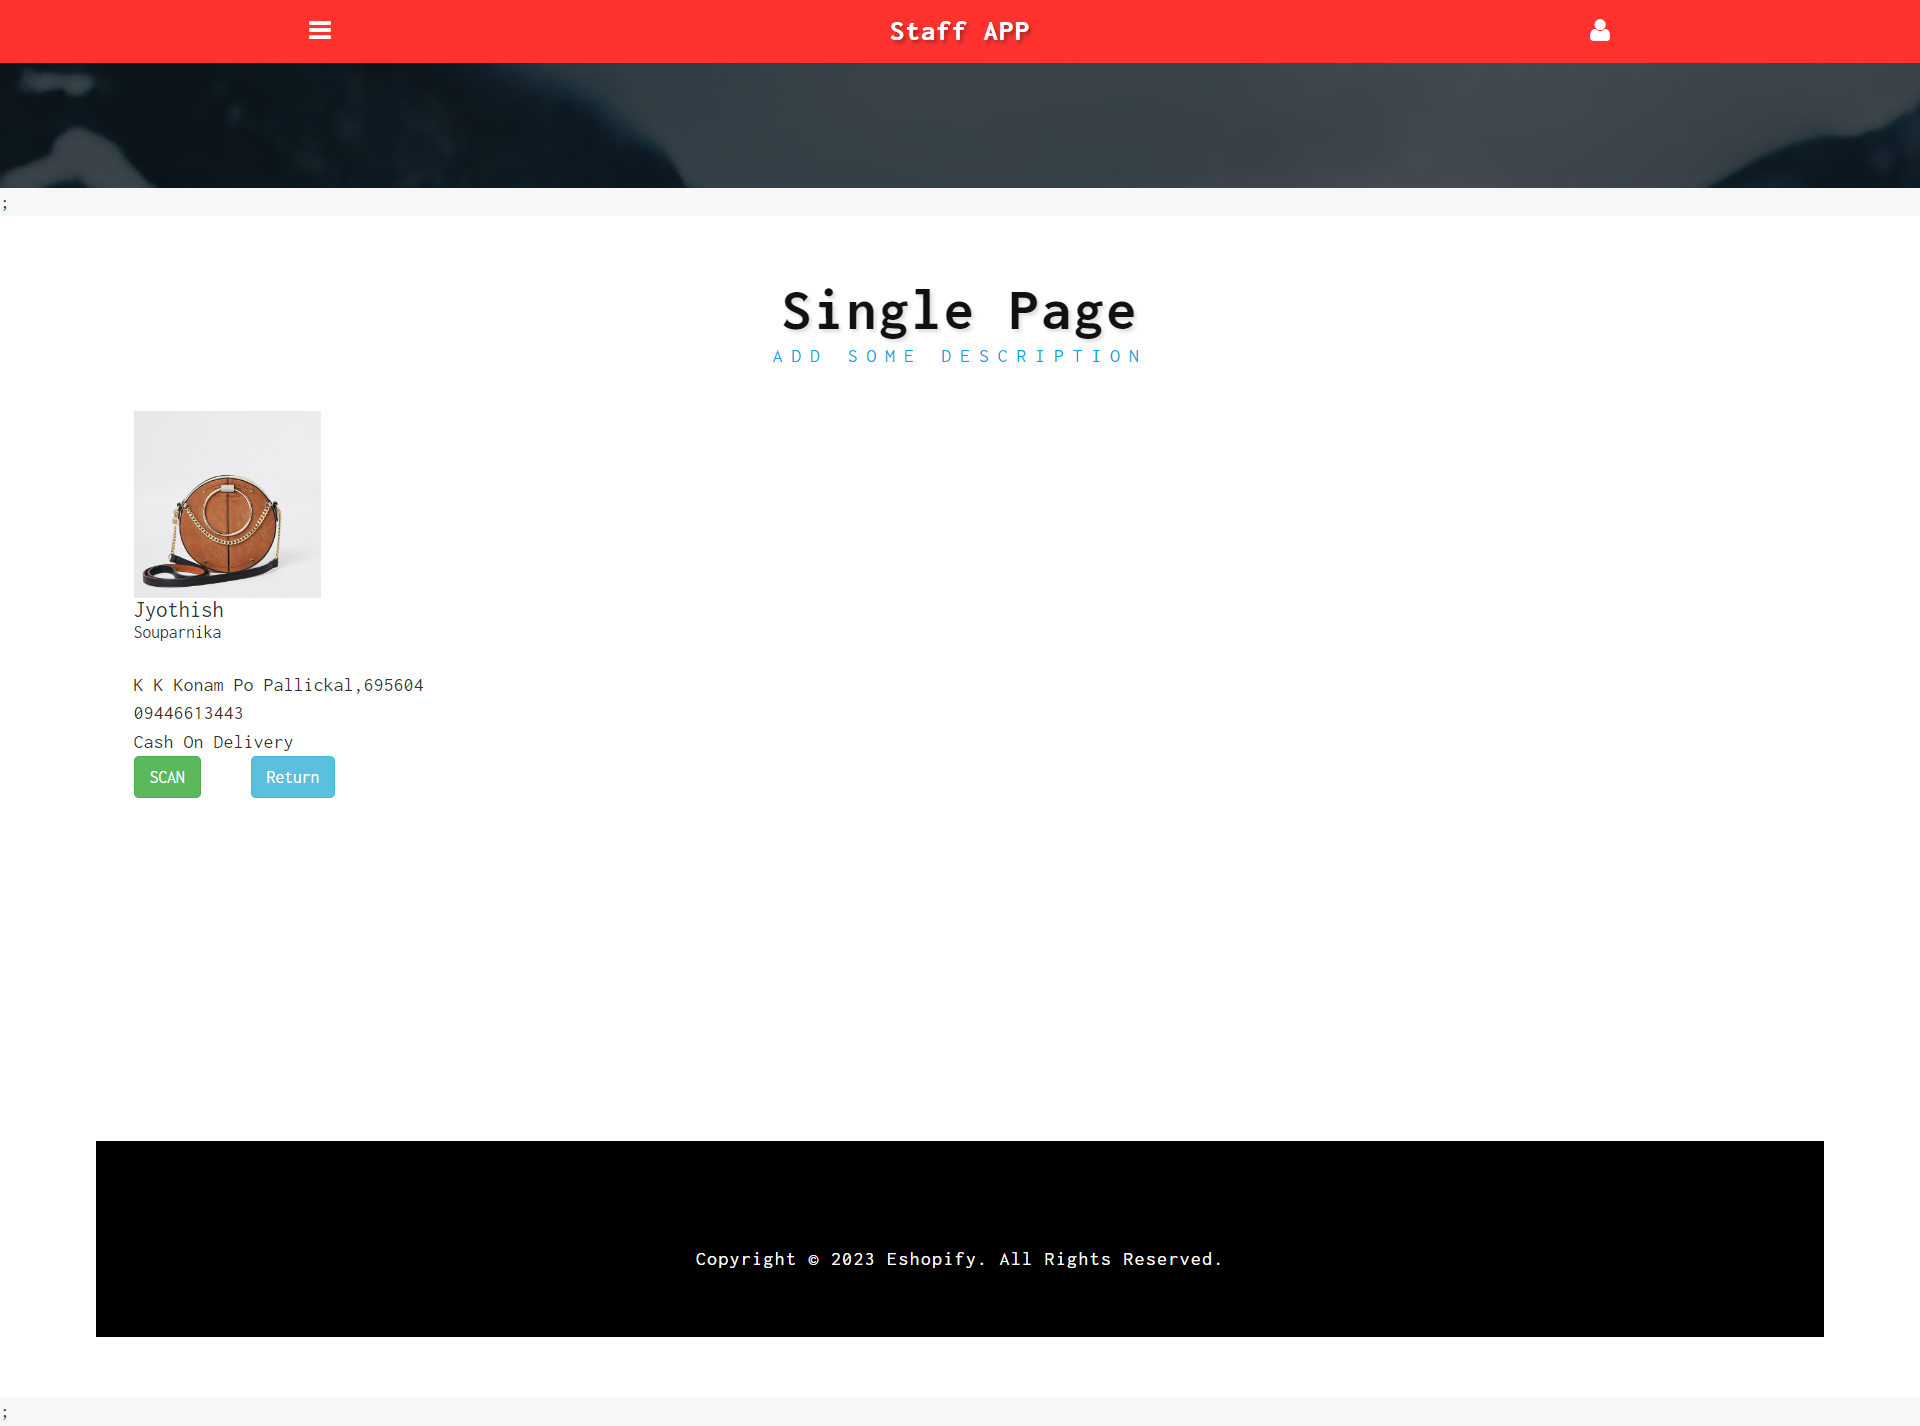 Staff APP
;
Single Page
ADD SOME DESCRIPTION
Jyothish
Souparnika
K K Konam Po Pallickal,695604
09446613443
Cash On Delivery
SCAN Return
Copyright © 2023 Eshopify. All Rights Reserved.
;